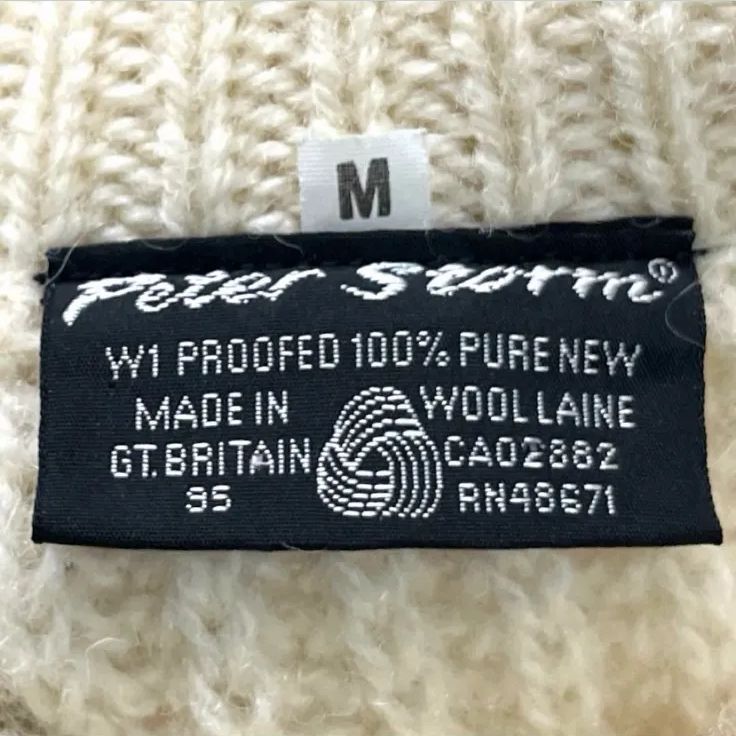 M
Peter Storm®
W1 PROOFED 100% PURE NEW
MADE IN WOOL LAINE
GT. BRITAIN CA02882
95 RN48671